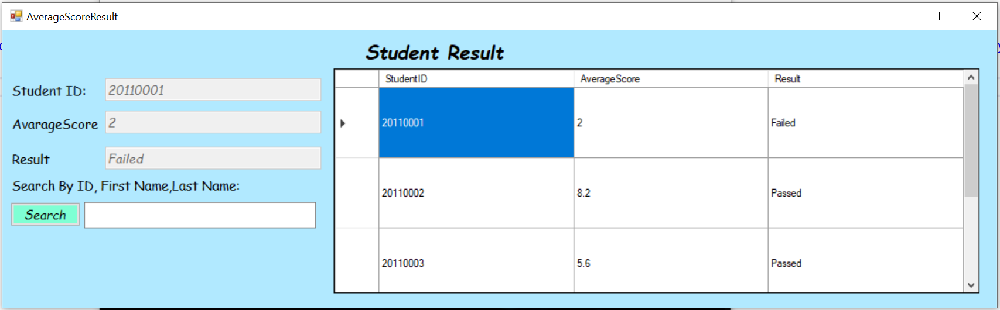 AverageScoreResult
Student Result
Student ID: 20110001
AvarageScore 2
Result Failed
Search By ID, First Name,Last Name:
Search
StudentID AverageScore Result
20110001 2 Failed
20110002 8.2 Passed
20110003 5.6 Passed